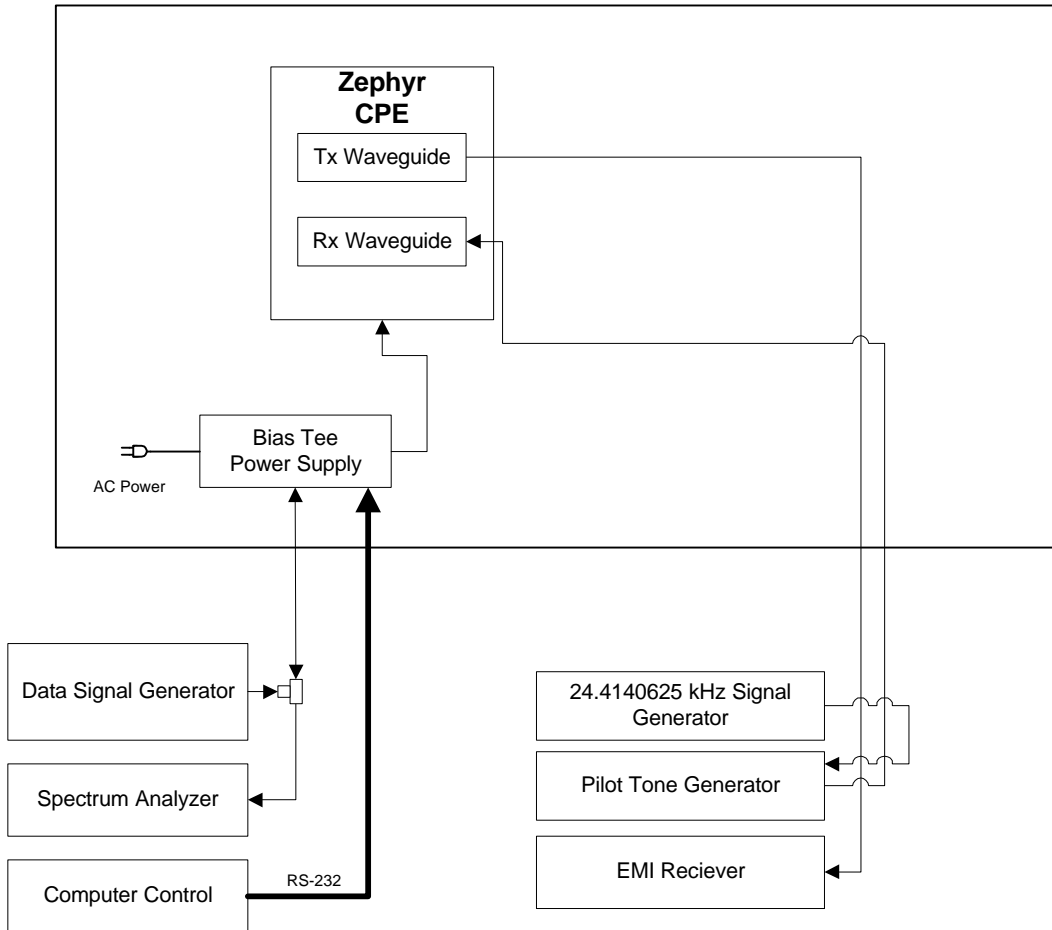 Zephyr
CPE
Tx Waveguide
Rx Waveguide
Bias Tee
Power Supply
AC Power
Data Signal Generator
Spectrum Analyzer
Computer Control
RS-232
24.4140625 kHz Signal
Generator
Pilot Tone Generator
EMI Reciever